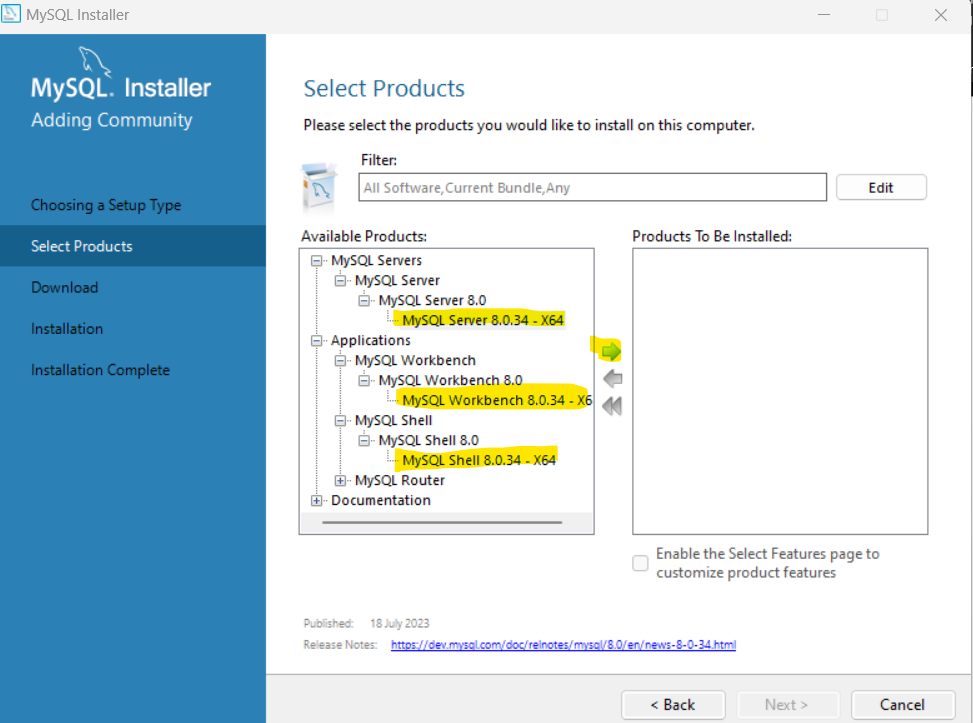 MySQL Installer
MySQL. Installer
Adding Community
Choosing a Setup Type
Select Products
Download
Installation
Installation Complete
Select Products
Please select the products you would like to install on this computer.
Filter:
All Software,Current Bundle,Any
Edit
Available Products:
MySQL Servers
MySQL Server
MySQL Server 8.0
MySQL Server 8.0.34 - X64
Applications
MySQL Workbench
MySQL Workbench 8.0
MySQL Workbench 8.0.34 - X6
MySQL Shell
MySQL Shell 8.0
MySQL Shell 8.0.34 - X64
MySQL Router
Documentation
Products To Be Installed:
Enable the Select Features page to
customize product features
Published: 18 July 2023
Release Notes: https://dev.mysql.com/doc/relnotes/mysql/8.0/en/news-8-0-34.html
< Back
Next >
Cancel